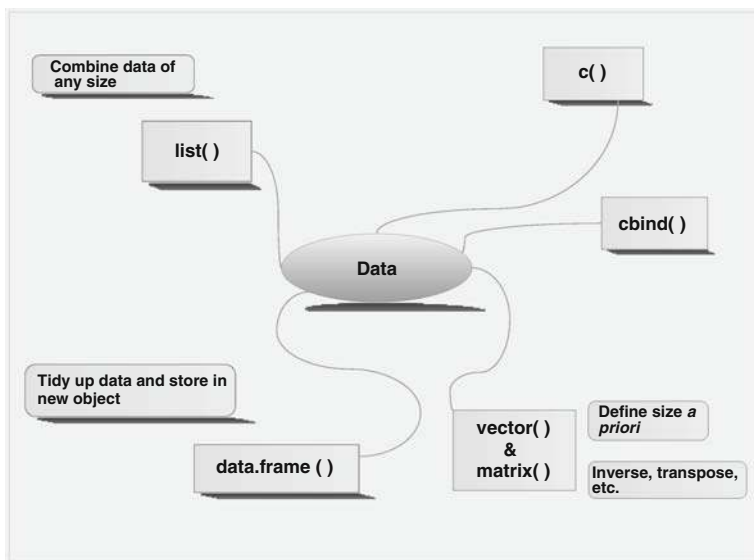 Combine data of
any size
c( )
list( )
cbind( )
Data
Tidy up data and store in
new object
data.frame ( )
vector( )
&
matrix( )
Define size a
priori
Inverse, transpose,
etc.